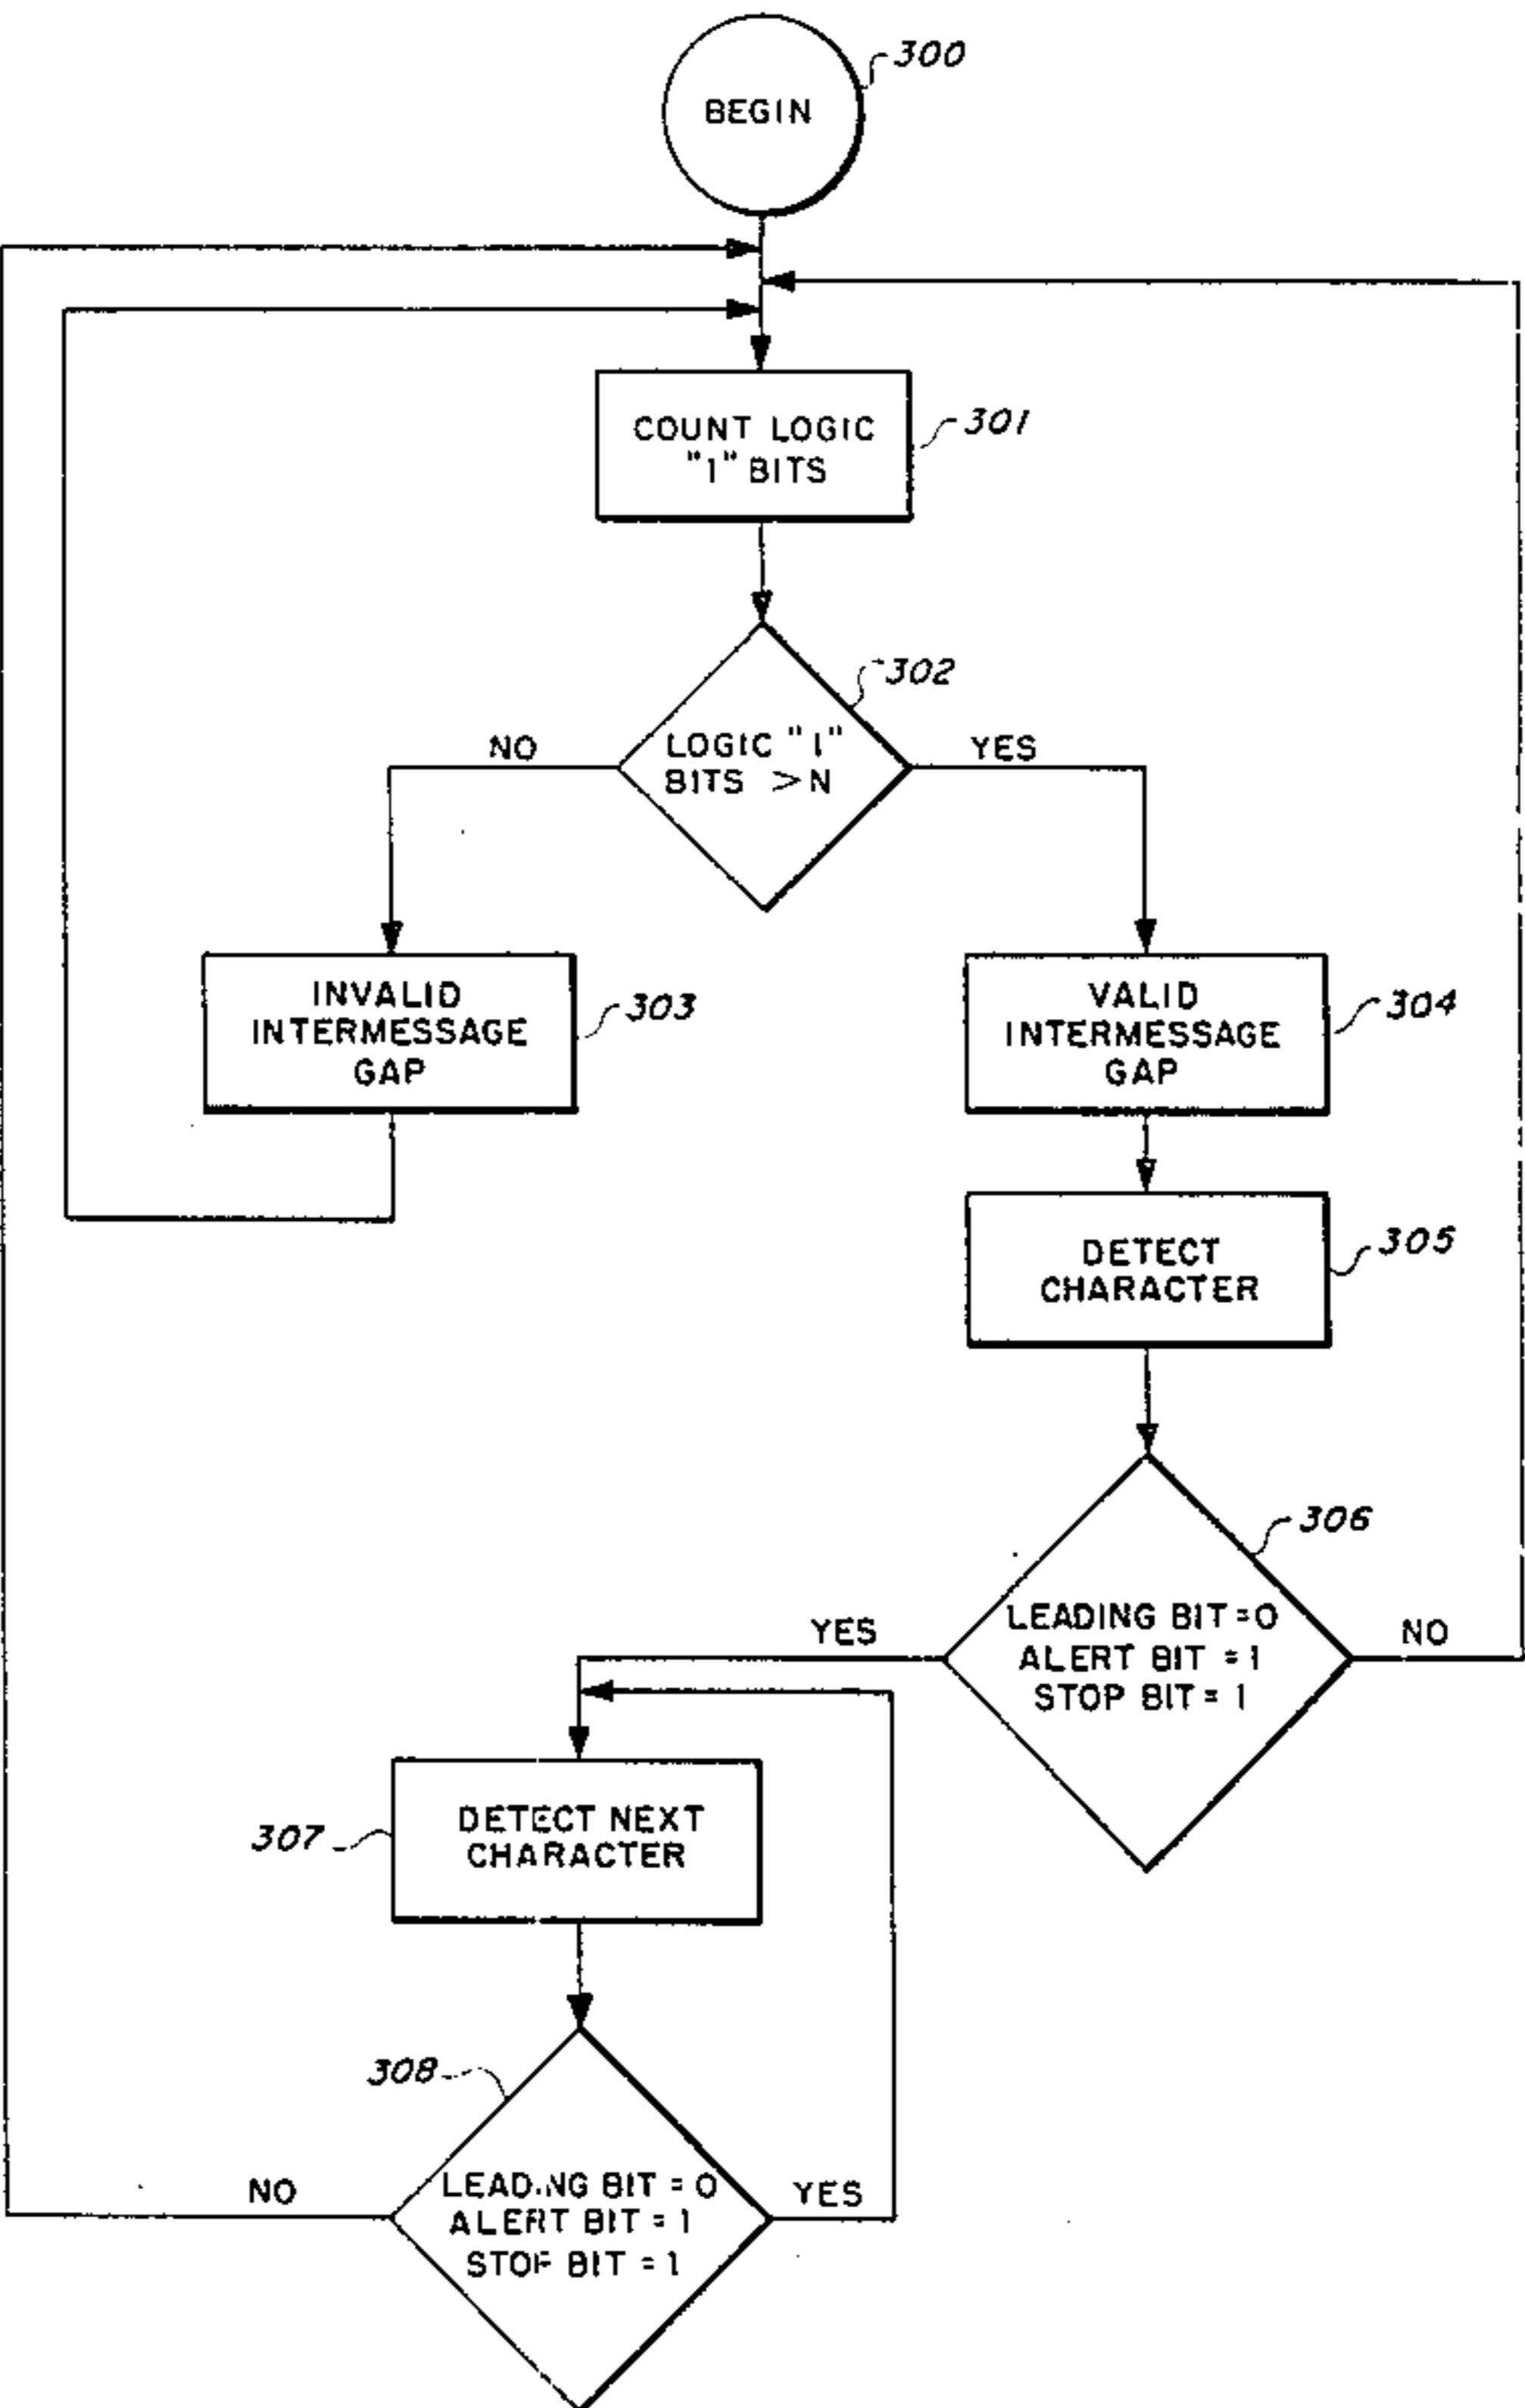 300
BEGIN
COUNT LOGIC
"1" BITS
301
302
LOGIC "1"
BITS >N
NO
YES
INVALID
INTERMESSAGE
GAP
303
VALID
INTERMESSAGE
GAP
304
DETECT
CHARACTER
305
306
LEADING BIT=0
ALERT BIT = 1
STOP BIT = 1
YES
NO
DETECT NEXT
CHARACTER
307
308
LEADING BIT = 0
ALERT BIT = 1
STOP BIT = 1
NO
YES